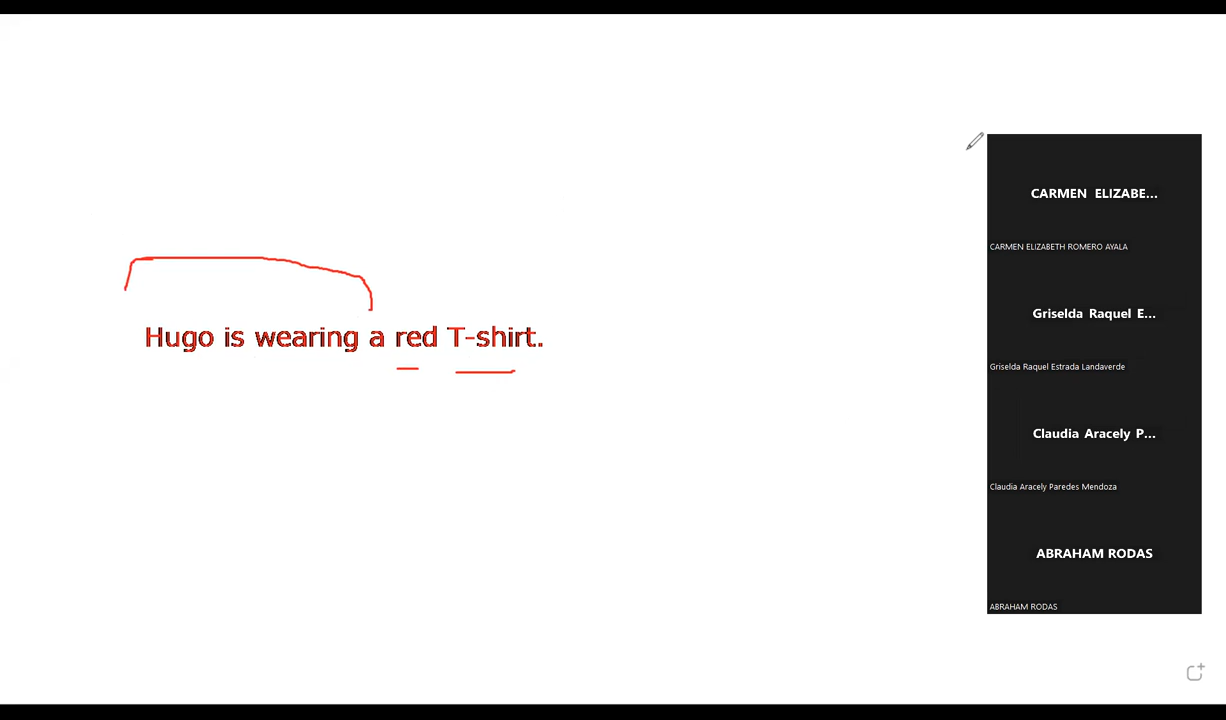 Hugo is wearing a red T-shirt.
CARMEN ELIZABE...
CARMEN ELIZABETH ROMERO AYALA
Griselda Raquel E...
Griselda Raquel Estrada Landaverde
Claudia Aracely P...
Claudia Aracely Paredes Mendoza
ABRAHAM RODAS
ABRAHAM RODAS